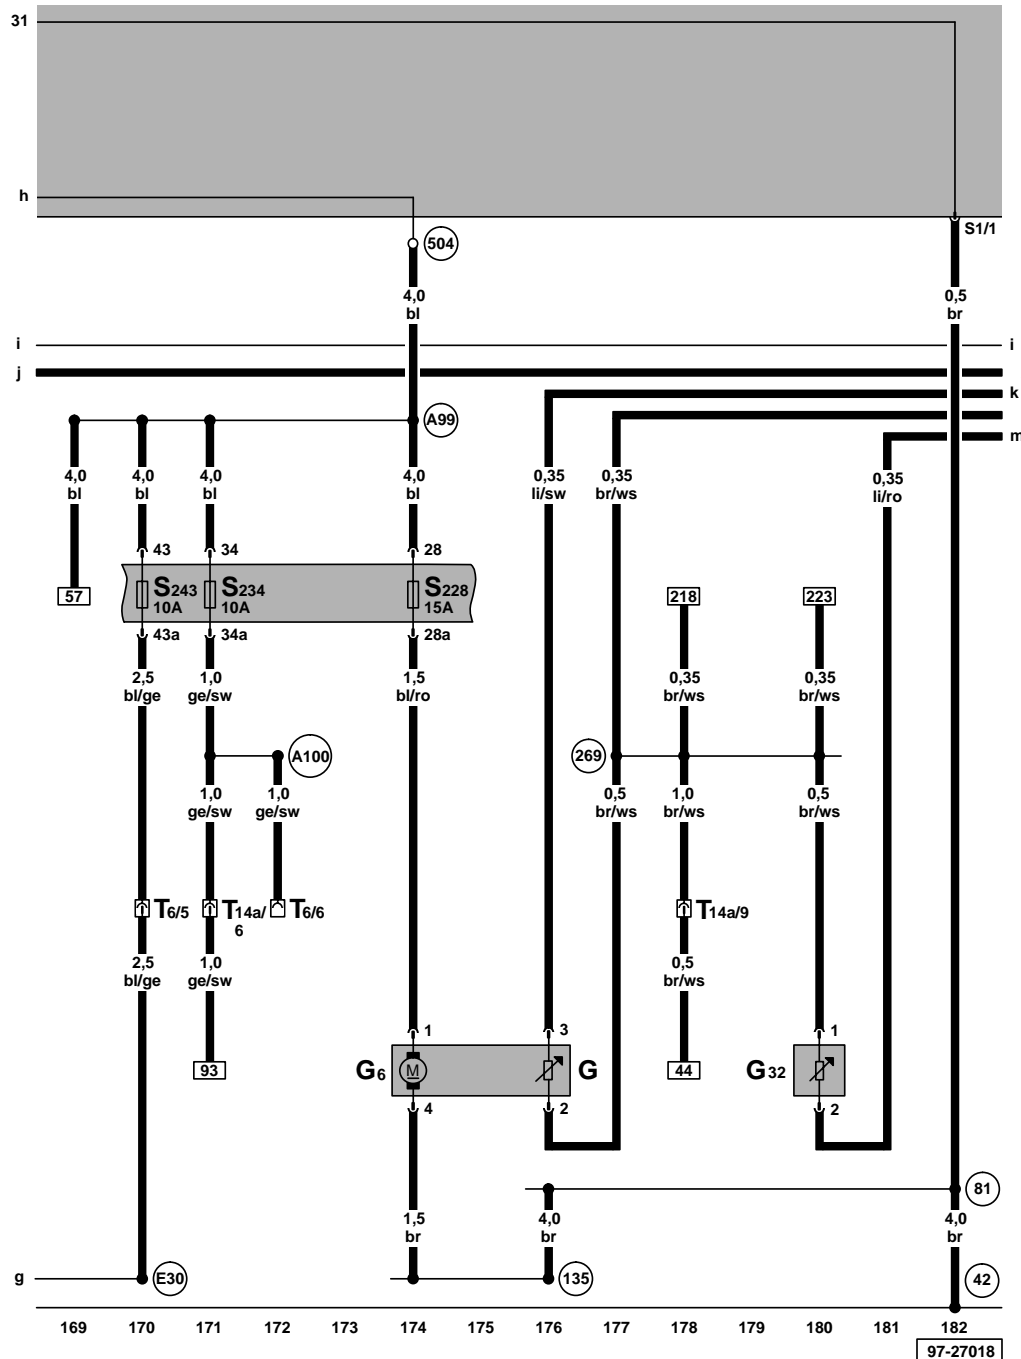 31
h
504
S1/1
4,0
bl
0,5
br
i
i
j
k
m
A99
4,0
bl
4,0
bl
4,0
bl
4,0
bl
0,35
li/sw
0,35
br/ws
0,35
li/ro
43
34
28
S243
10A
S234
10A
S228
15A
57
218
223
43a
34a
28a
2,5
bl/ge
1,0
ge/sw
1,5
bl/ro
0,35
br/ws
0,35
br/ws
A100
269
1,0
ge/sw
1,0
ge/sw
0,5
br/ws
1,0
br/ws
0,5
br/ws
T6/5
T14a/
6
T6/6
T14a/9
2,5
bl/ge
1,0
ge/sw
0,5
br/ws
1
3
1
93
G6
M
G
44
G32
4
2
2
81
1,5
br
4,0
br
4,0
br
g
E30
135
42
169 170 171 172 173 174 175 176 177 178 179 180 181 182
97-27018